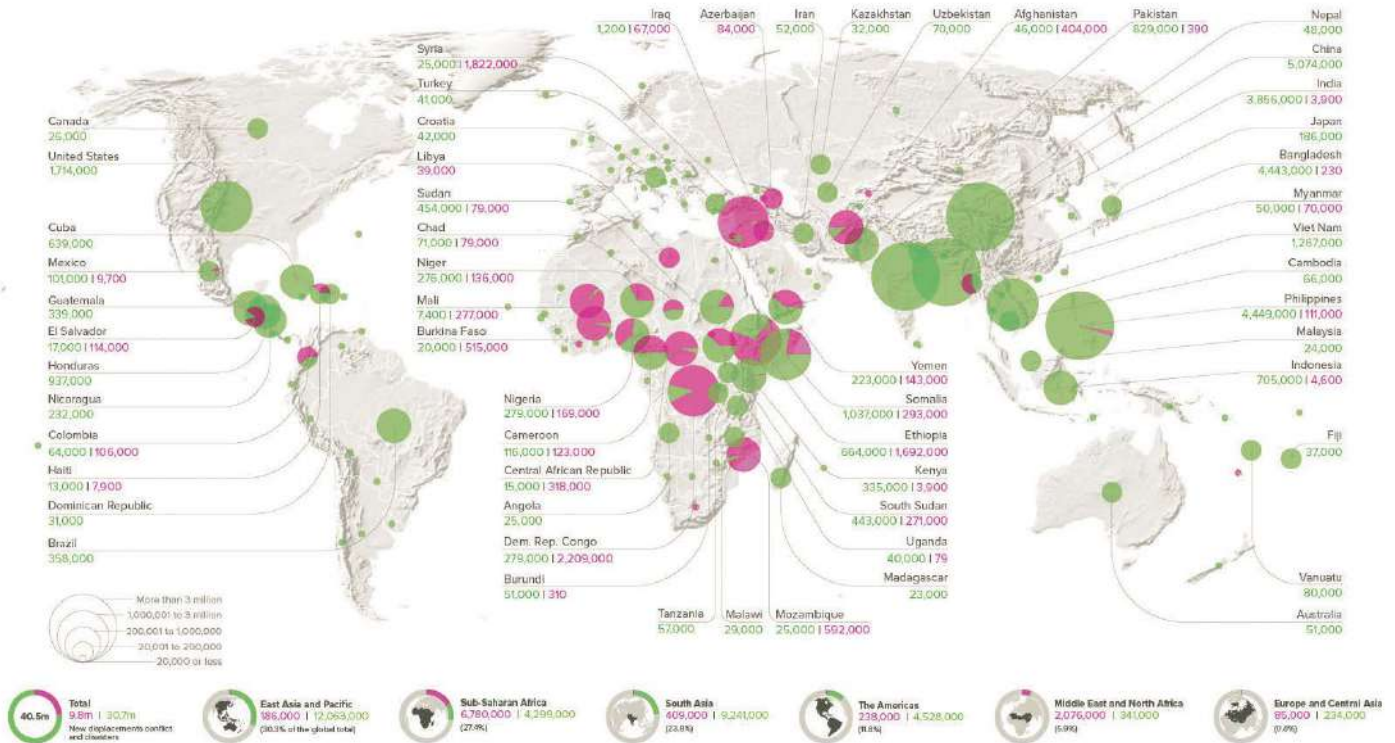 Iraq
1,200 | 67,000
Azerbaijan
84,000
Iran
52,000
Kazakhstan
32,000
Uzbekistan
70,000
Afghanistan
46,000 | 404,000
Pakistan
829,000 | 390
Nepal
48,000
China
5,074,000
India
3,856,000 | 3,900
Japan
186,000
Bangladesh
4,443,000 | 230
Myanmar
50,000 | 70,000
Viet Nam
1,267,000
Cambodia
66,000
Philippines
4,449,000 | 111,000
Malaysia
24,000
Indonesia
705,000 | 4,600
Fiji
37,000
Vanuatu
80,000
Australia
51,000
Syria
25,000 | 1,822,000
Turkey
41,000
Croatia
42,000
Libya
39,000
Sudan
454,000 | 79,000
Chad
71,000 | 79,000
Niger
276,000 | 136,000
Mali
7,400 | 277,000
Burkina Faso
20,000 | 515,000
Canada
26,000
United States
1,714,000
Cuba
639,000
Mexico
101,000 | 9,700
Guatemala
339,000
El Salvador
17,000 | 114,000
Honduras
937,000
Nicaragua
232,000
Colombia
64,000 | 106,000
Haiti
13,000 | 7,900
Dominican Republic
31,000
Brazil
358,000
Nigeria
279,000 | 169,000
Cameroon
116,000 | 123,000
Central African Republic
15,000 | 318,000
Angola
25,000
Dem. Rep. Congo
279,000 | 2,209,000
Burundi
51,000 | 310
Yemen
223,000 | 143,000
Somalia
1,037,000 | 293,000
Ethiopia
664,000 | 1,692,000
Kenya
335,000 | 3,900
South Sudan
443,000 | 271,000
Uganda
40,000 | 79
Madagascar
23,000
Tanzania
57,000
Malawi
29,000
Mozambique
25,000 | 592,000
More than 3 million
1,000,001 to 3 million
200,001 to 1,000,000
20,001 to 200,000
20,000 or less
40.5m
Total
9.8m | 30.7m
New displacements conflict
and disasters
East Asia and Pacific
186,000 | 12,063,000
(30.3% of the global total)
Sub-Saharan Africa
6,780,000 | 4,299,000
(27.4%)
South Asia
409,000 | 9,241,000
(23.8%)
The Americas
238,000 | 4,528,000
(11.8%)
Middle East and North Africa
2,076,000 | 341,000
(5.9%)
Europe and Central Asia
85,000 | 234,000
(0.8%)